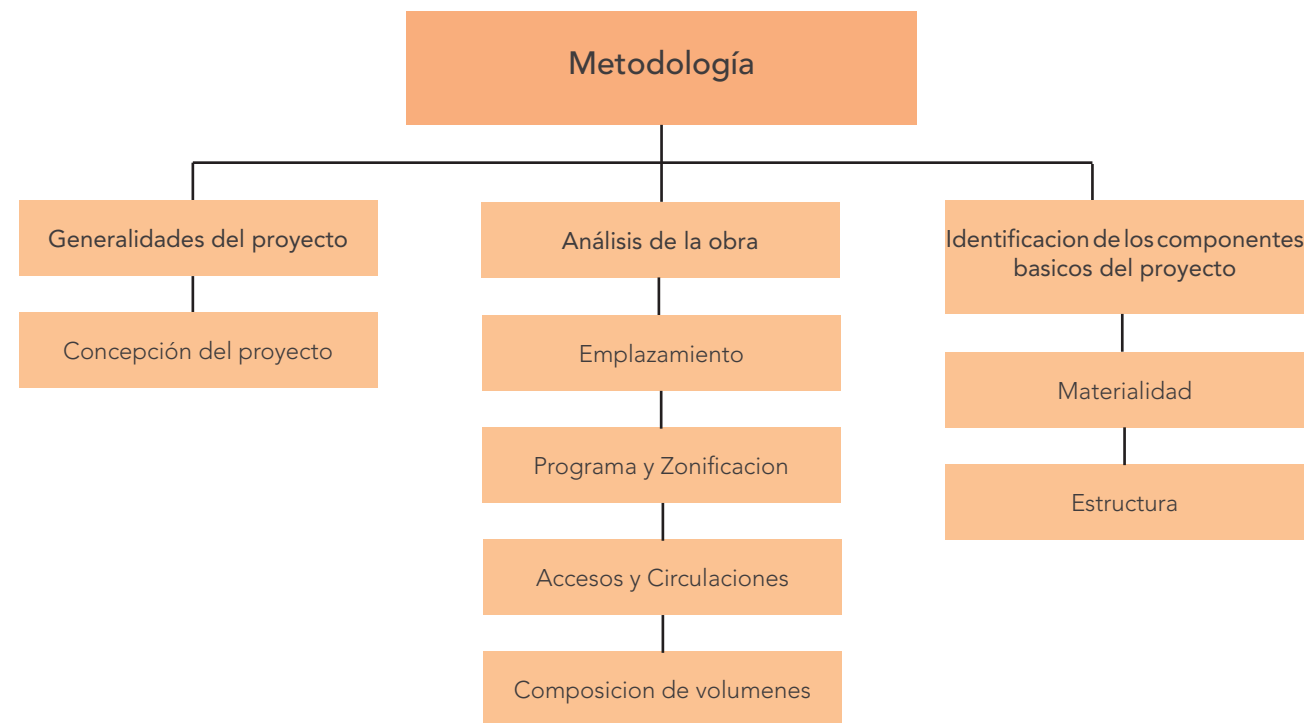 Metodología
Generalidades del proyecto
Concepción del proyecto
Análisis de la obra
Emplazamiento
Programa y Zonificacion
Accesos y Circulaciones
Composicion de volumenes
Identificacion de los componentes
basicos del proyecto
Materialidad
Estructura